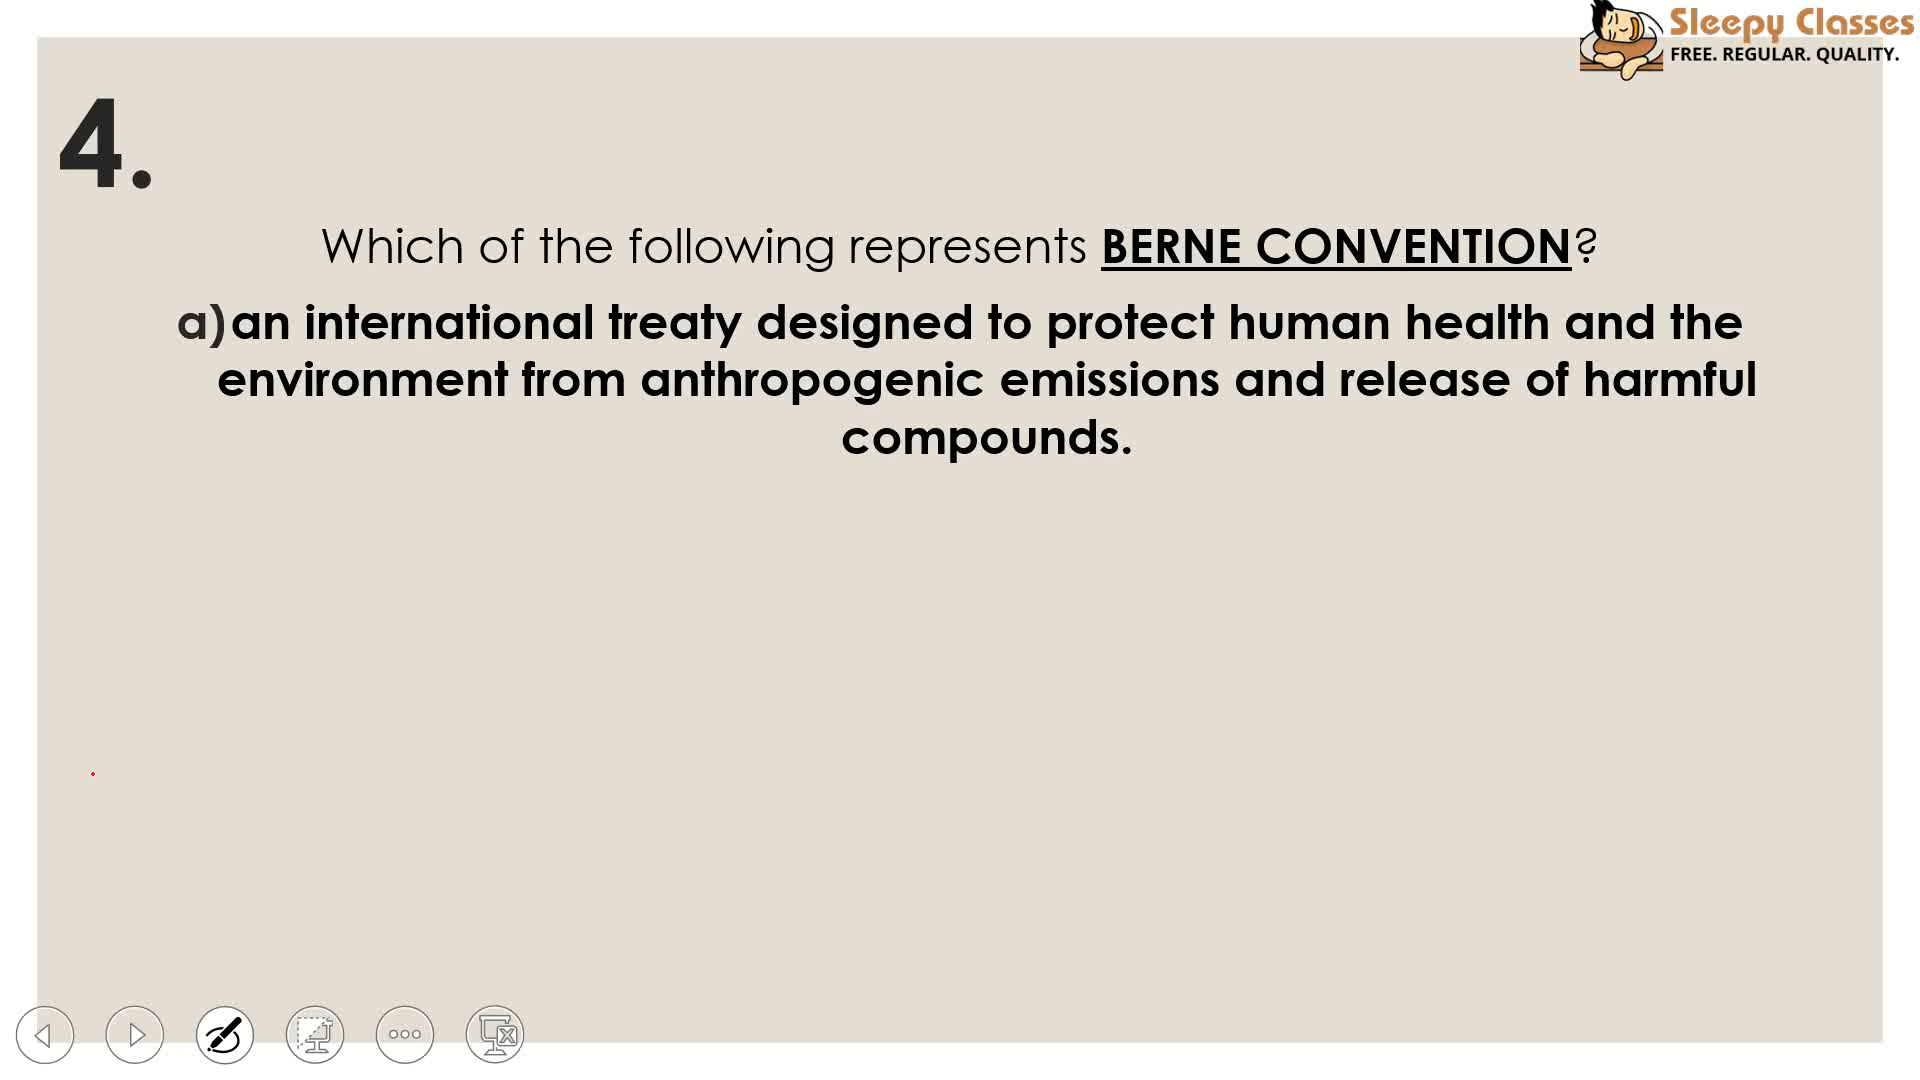 Sleepy Classes
FREE. REGULAR. QUALITY.
4.
Which of the following represents BERNE CONVENTION?
a) an international treaty designed to protect human health and the
environment from anthropogenic emissions and release of harmful
compounds.